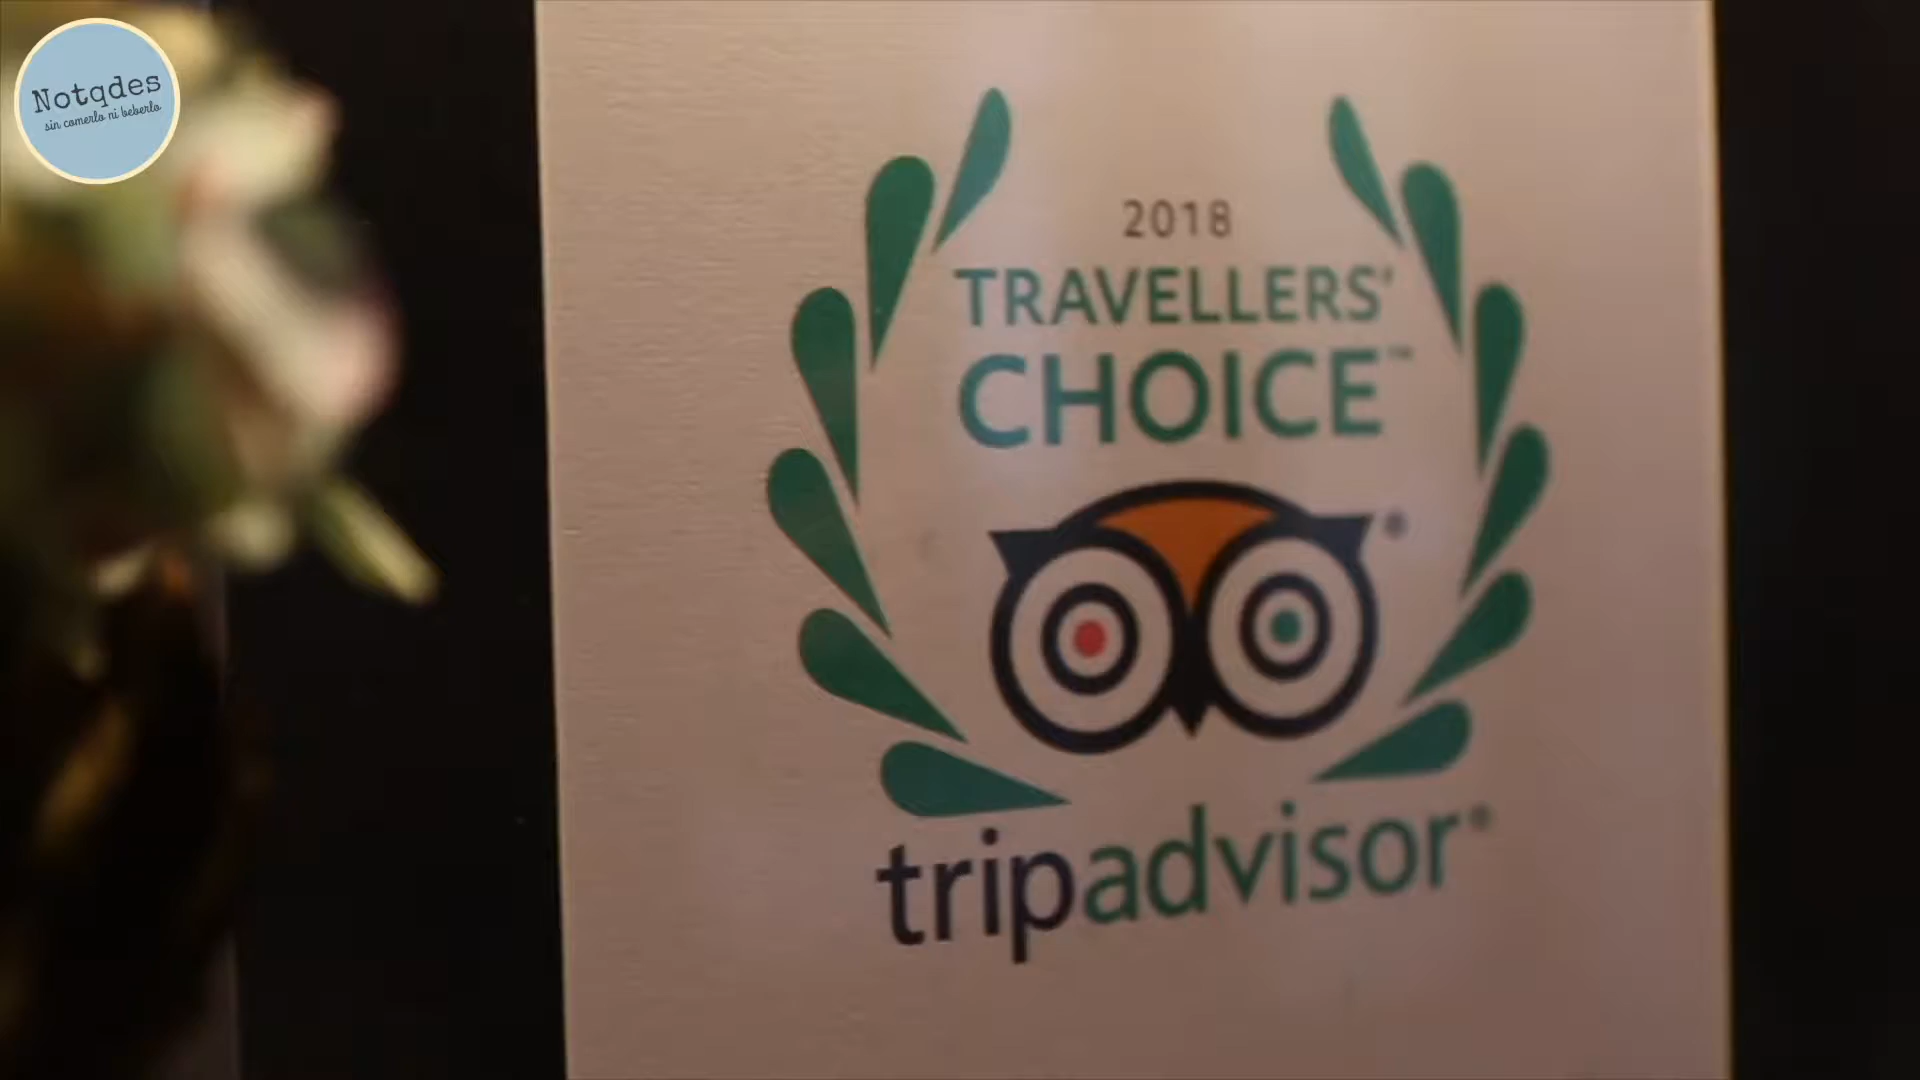 Notqdes
sin comerlo ni beberlo
2018
TRAVELLERS'
CHOICE™
tripadvisor®